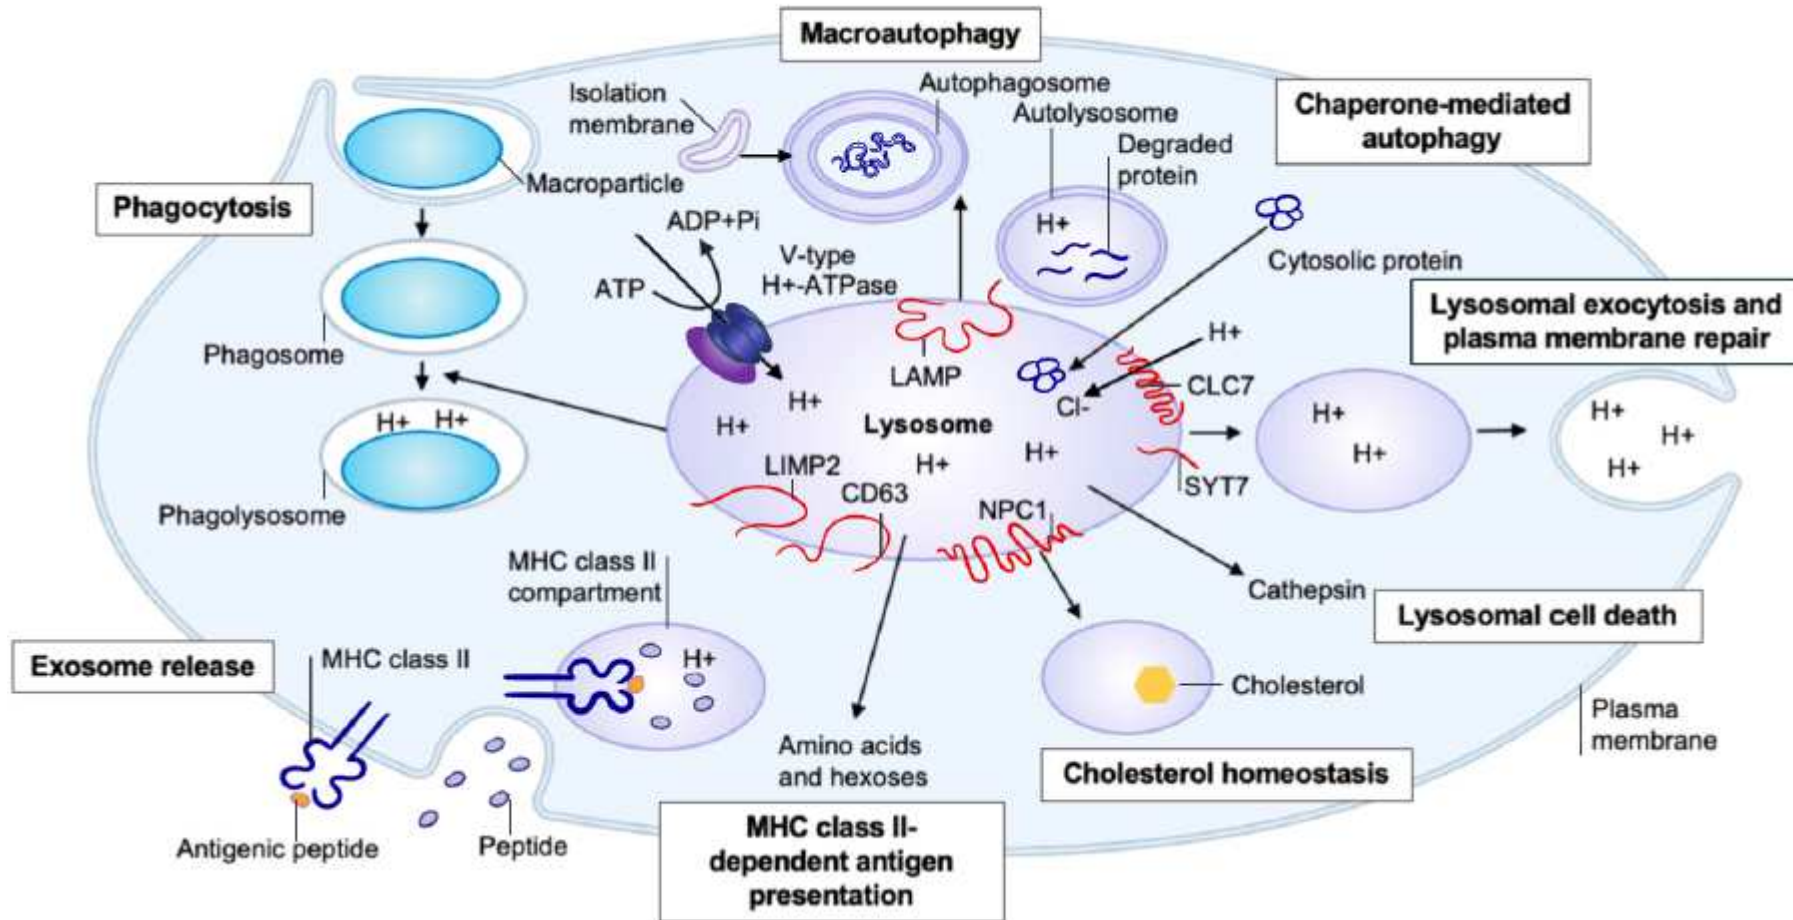 Macroautophagy
Isolation
membrane
Autophagosome
Autolysosome
Degraded
protein
Chaperone-mediated
autophagy
Macroparticle
Phagocytosis
ADP+Pi
ATP
V-type
H+-ATPase
H+
Cytosolic protein
Lysosomal exocytosis and
plasma membrane repair
Phagosome
LAMP
H+
CLC7
Cl-
H+
H+
Lysosome
H+
H+
H+
H+
H+
H+
H+
H+
H+
LIMP2
CD63
NPC1
SYT7
Phagolysosome
MHC class II
compartment
Cathepsin
Lysosomal cell death
Exosome release
MHC class II
H+
Cholesterol
Plasma
membrane
Amino acids
and hexoses
Cholesterol homeostasis
Antigenic peptide
Peptide
MHC class II-
dependent antigen
presentation